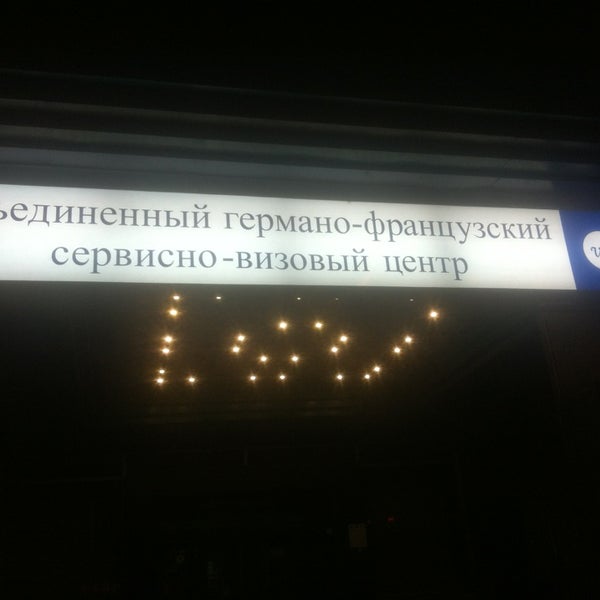 ъединенный германо-французский
сервисно-визовый центр